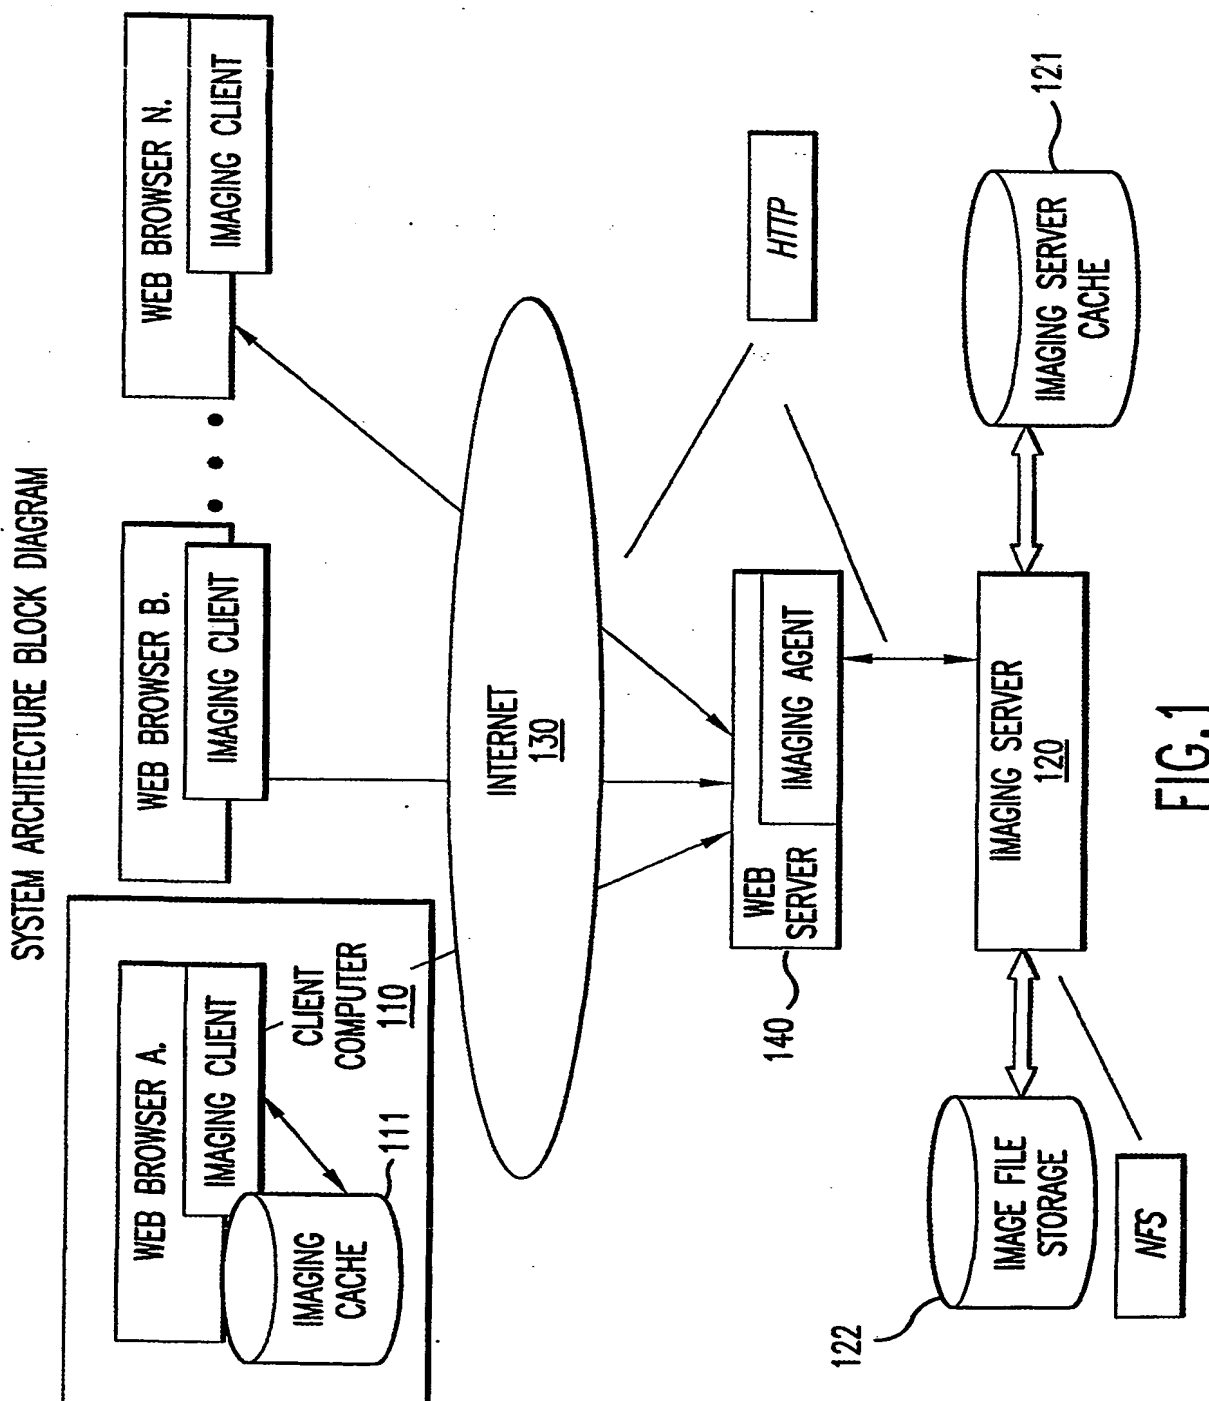 SYSTEM ARCHITECTURE BLOCK DIAGRAM
WEB BROWSER A.
IMAGING CLIENT
IMAGING
CACHE
111
CLIENT
COMPUTER
110
WEB BROWSER B.
IMAGING CLIENT
WEB BROWSER N.
IMAGING CLIENT
INTERNET
130
HTTP
WEB
SERVER
IMAGING AGENT
140
IMAGE FILE
STORAGE
122
NFS
IMAGING SERVER
120
IMAGING SERVER
CACHE
121
FIG.1